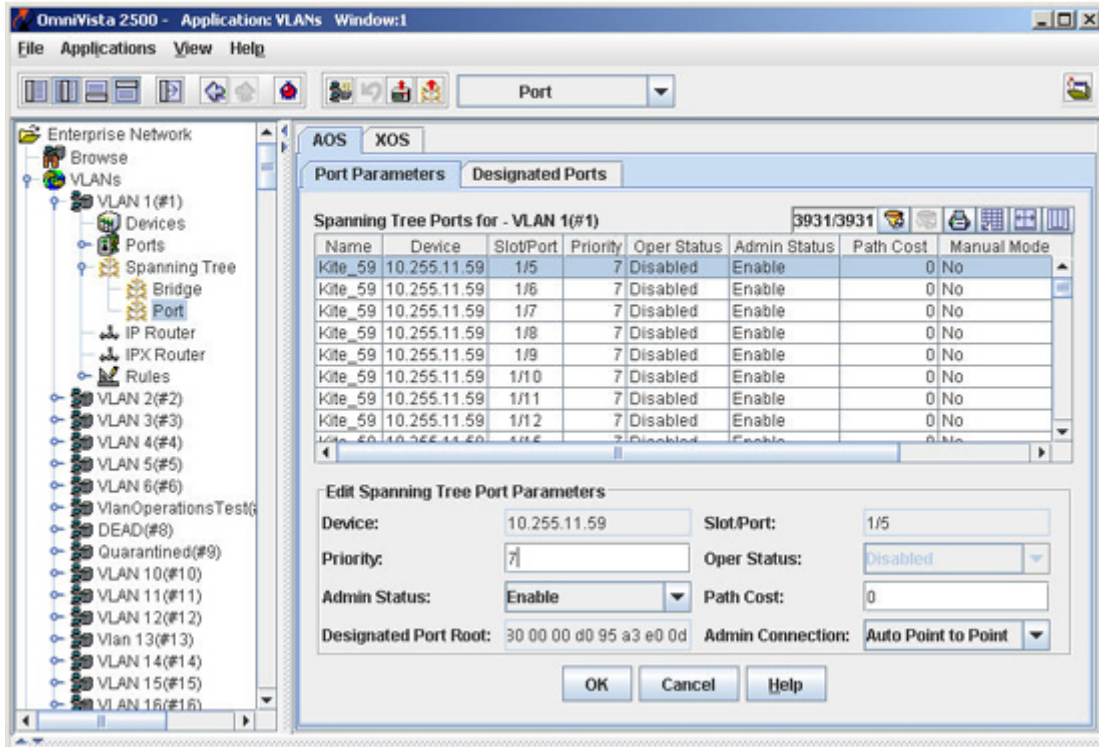 OmniVista 2500 - Application: VLANs Window:1
File Applications View Help
Port
Enterprise Network
Browse
VLANs
VLAN 1(#1)
Devices
Ports
Spanning Tree
Bridge
Port
IP Router
IPX Router
Rules
VLAN 2(#2)
VLAN 3(#3)
VLAN 4(#4)
VLAN 5(#5)
VLAN 6(#6)
VlanOperationsTest(
DEAD(#8)
Quarantined(#9)
VLAN 10(#10)
VLAN 11(#11)
VLAN 12(#12)
Vlan 13(#13)
VLAN 14(#14)
VLAN 15(#15)
VLAN 16(#16)
AOS XOS
Port Parameters Designated Ports
Spanning Tree Ports for - VLAN 1(#1) 3931/3931
Name Device Slot/Port Priority Oper Status Admin Status Path Cost Manual Mode
Kite_59 10.255.11.59 1/5 7 Disabled Enable 0 No
Kite_59 10.255.11.59 1/6 7 Disabled Enable 0 No
Kite_59 10.255.11.59 1/7 7 Disabled Enable 0 No
Kite_59 10.255.11.59 1/8 7 Disabled Enable 0 No
Kite_59 10.255.11.59 1/9 7 Disabled Enable 0 No
Kite_59 10.255.11.59 1/10 7 Disabled Enable 0 No
Kite_59 10.255.11.59 1/11 7 Disabled Enable 0 No
Kite_59 10.255.11.59 1/12 7 Disabled Enable 0 No
Edit Spanning Tree Port Parameters
Device: 10.255.11.59 Slot/Port: 1/5
Priority: 7 Oper Status: Disabled
Admin Status: Enable Path Cost: 0
Designated Port Root: 30 00 00 d0 95 a3 e0 0d Admin Connection: Auto Point to Point
OK Cancel Help